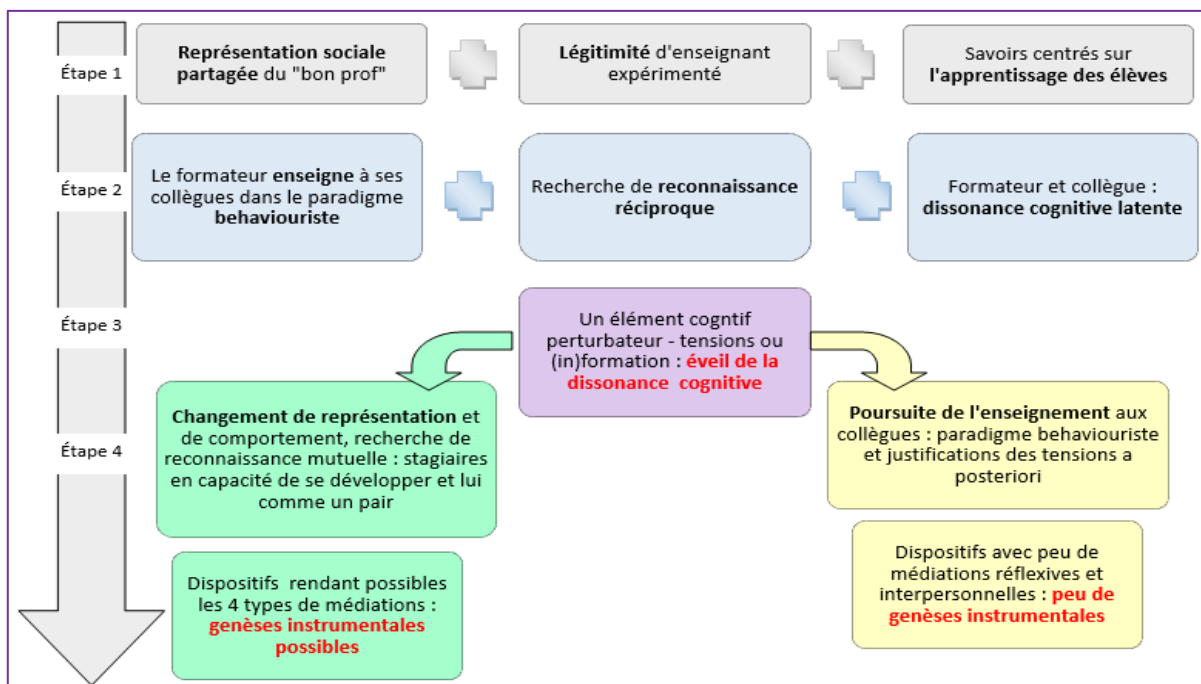 Étape 1
Représentation sociale
partagée du "bon prof"
Légitimité d'enseignant
expérimenté
Savoirs centrés sur
l'apprentissage des élèves
Étape 2
Le formateur enseigne à ses
collègues dans le paradigme
behaviouriste
Recherche de reconnaissance
réciproque
Formateur et collègue :
dissonance cognitive latente
Étape 3
Un élément cogntif
perturbateur - tensions ou
(in)formation : éveil de la
dissonance cognitive
Étape 4
Changement de représentation et
de comportement, recherche de
reconnaissance mutuelle : stagiaires
en capacité de se développer et lui
comme un pair
Poursuite de l'enseignement aux
collègues : paradigme behaviouriste
et justifications des tensions a
posteriori
Dispositifs rendant possibles
les 4 types de médiations :
genèses instrumentales
possibles
Dispositifs avec peu de
médiations réflexives et
interpersonnelles : peu de
genèses instrumentales